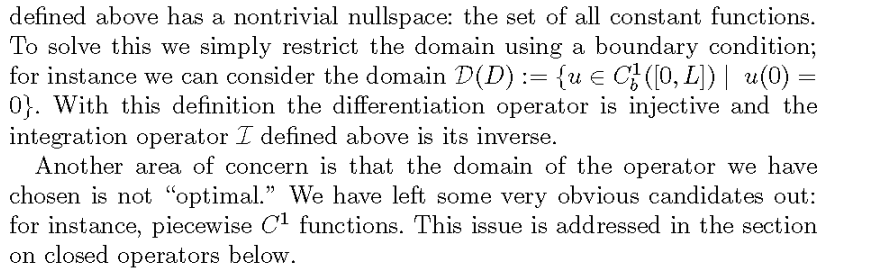 defined above has a nontrivial nullspace: the set of all constant functions.
To solve this we simply restrict the domain using a boundary condition;
for instance we can consider the domain 𝒟(D) := {u ∈ C_b^1([0, L]) | u(0) =
0}. With this definition the differentiation operator is injective and the
integration operator ℐ defined above is its inverse.
Another area of concern is that the domain of the operator we have
chosen is not “optimal.” We have left some very obvious candidates out:
for instance, piecewise C^1 functions. This issue is addressed in the section
on closed operators below.